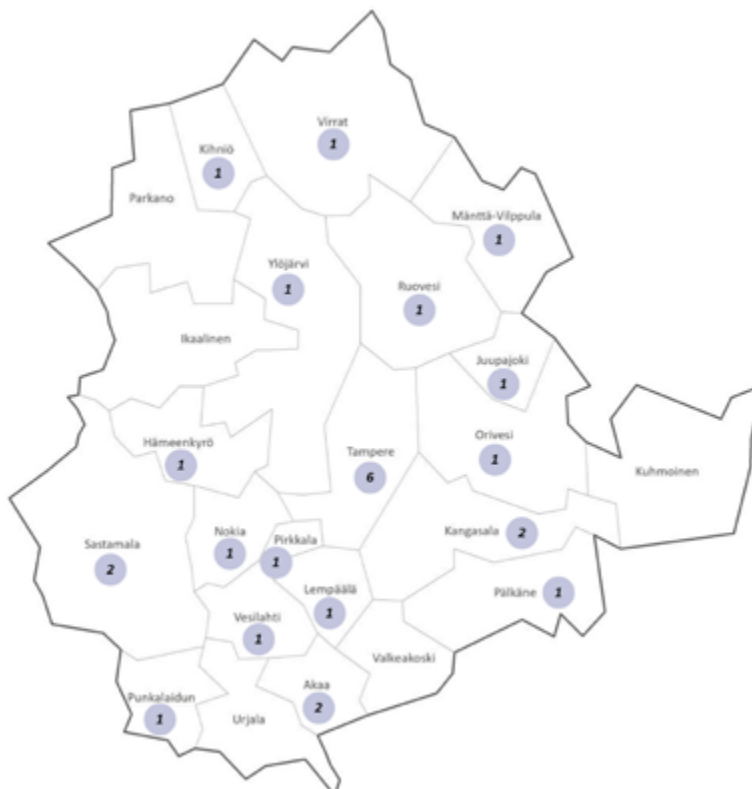 Virrat
1
Kihniö
1
Parkano
Mänttä-Vilppula
1
Ylöjärvi
1
Ruovesi
1
Ikaalinen
Juupajoki
1
Hämeenkyrö
1
Tampere
6
Orivesi
1
Kuhmoinen
Sastamala
2
Nokia
1
Pirkkala
1
Kangasala
2
Lempäälä
1
Pälkäne
1
Vesilahti
1
Valkeakoski
Punkalaidun
1
Urjala
Akaa
2